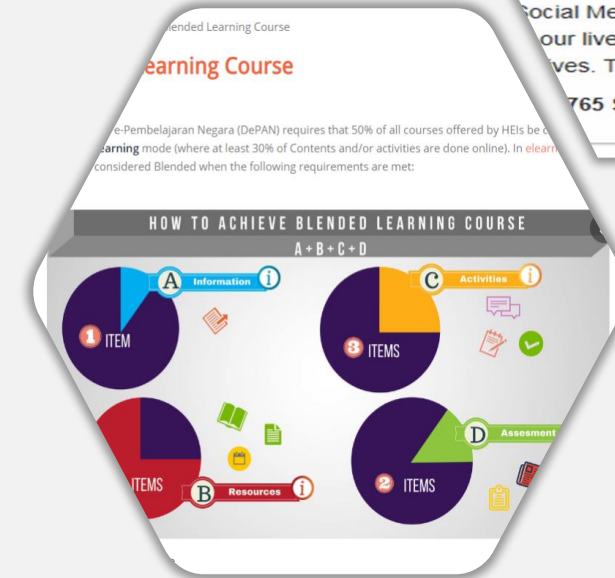 ended Learning Course
earning Course
e-Pembelajaran Negara (DePAN) requires that 50% of all courses offered by HEIs be
earning mode (where at least 30% of Contents and/or activities are done online). In elearn
considered Blended when the following requirements are met:
HOW TO ACHIEVE BLENDED LEARNING COURSE
A+B+C+D
A Information i
1 ITEM
C Activities i
3 ITEMS
ITEMS
B Resources i
D Assesment
2 ITEMS
Social Me
our live
ves. T
765